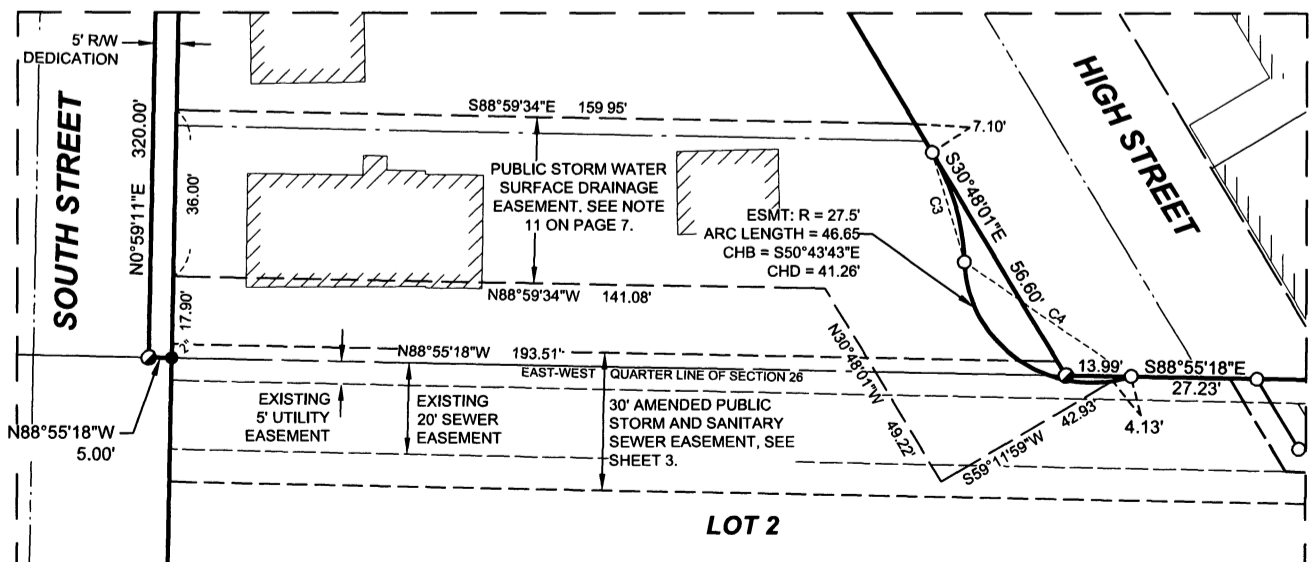 5' R/W
DEDICATION
SOUTH STREET
N0°59'11"E 320.00'
S88°59'34"E 159 95'
36.00'
PUBLIC STORM WATER
SURFACE DRAINAGE
EASEMENT. SEE NOTE
11 ON PAGE 7.
7.10'
HIGH STREET
S30°48'01"E
56.60'
C3
ESMT: R = 27.5'
ARC LENGTH = 46.65
CHB = S50°43'43"E
CHD = 41.26'
C4
N88°59'34"W 141.08'
17.90'
2"
N88°55'18"W 193.51'
EAST-WEST QUARTER LINE OF SECTION 26
N30°48'01"W
49.22'
13.99'
S88°55'18"E
27.23'
42.93'
S59°11'59"W
4.13'
N88°55'18"W
5.00'
EXISTING
5' UTILITY
EASEMENT
EXISTING
20' SEWER
EASEMENT
30' AMENDED PUBLIC
STORM AND SANITARY
SEWER EASEMENT, SEE
SHEET 3.
LOT 2